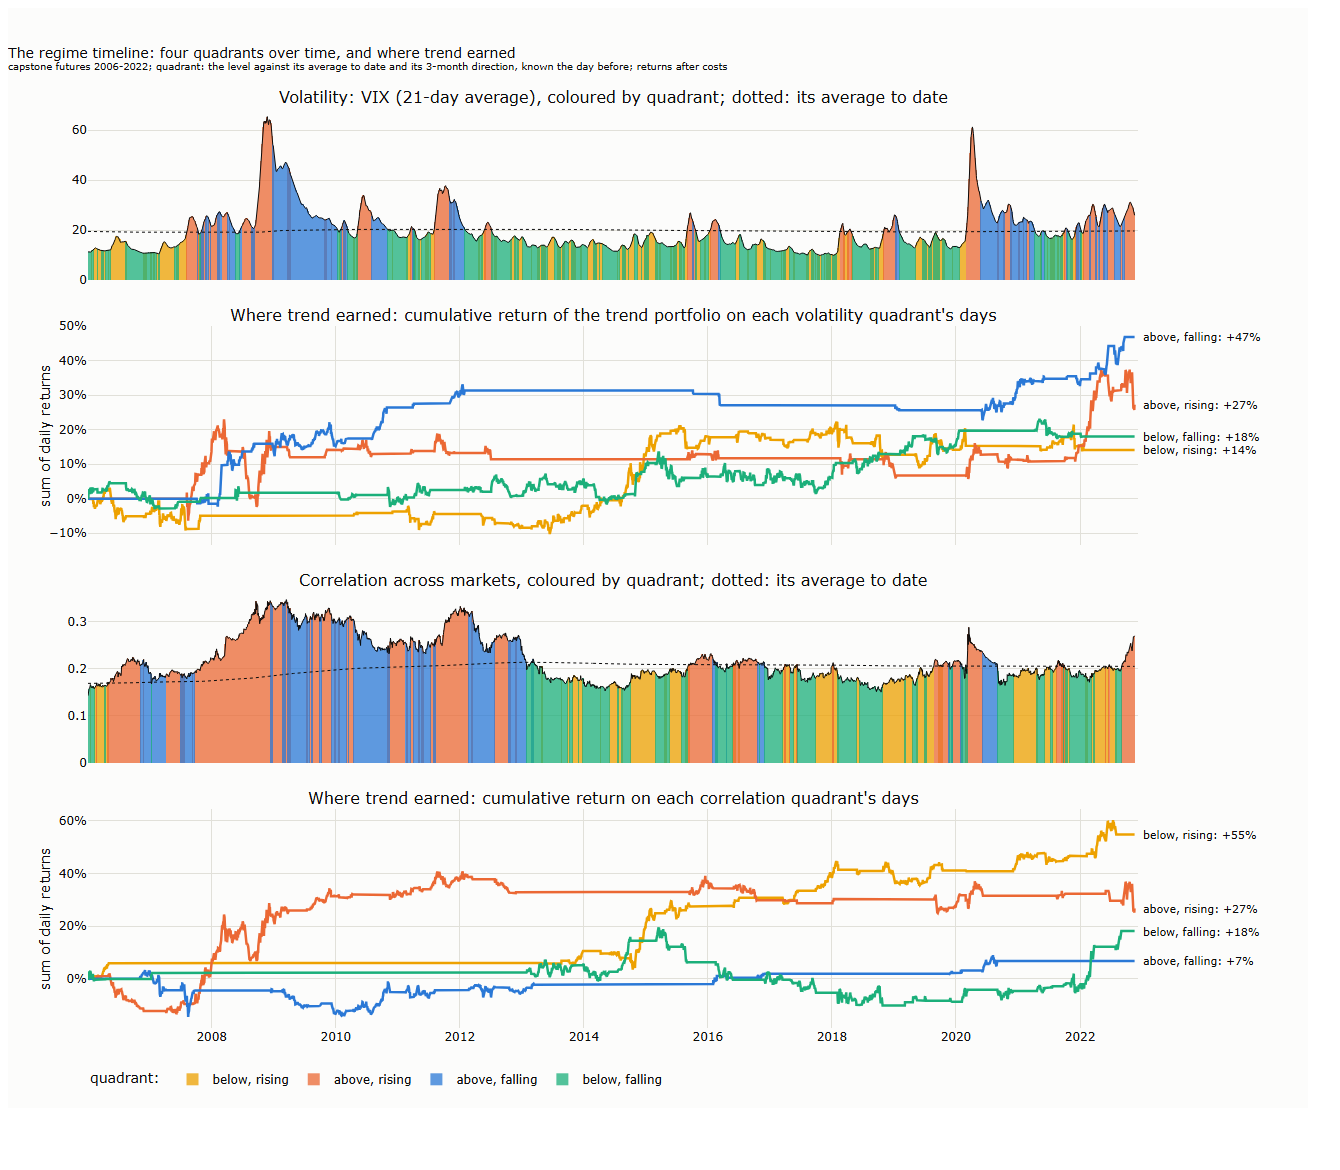 The regime timeline: four quadrants over time, and where trend earned
capstone futures 2006-2022; quadrant: the level against its average to date and its 3-month direction, known the day before; returns after costs
Volatility: VIX (21-day average), coloured by quadrant; dotted: its average to date
60
40
20
0
Where trend earned: cumulative return of the trend portfolio on each volatility quadrant's days
sum of daily returns
50%
40%
30%
20%
10%
0%
−10%
above, falling: +47%
above, rising: +27%
below, falling: +18%
below, rising: +14%
Correlation across markets, coloured by quadrant; dotted: its average to date
0.3
0.2
0.1
0
Where trend earned: cumulative return on each correlation quadrant's days
sum of daily returns
60%
40%
20%
0%
below, rising: +55%
above, rising: +27%
below, falling: +18%
above, falling: +7%
2008 2010 2012 2014 2016 2018 2020 2022
quadrant: below, rising above, rising above, falling below, falling